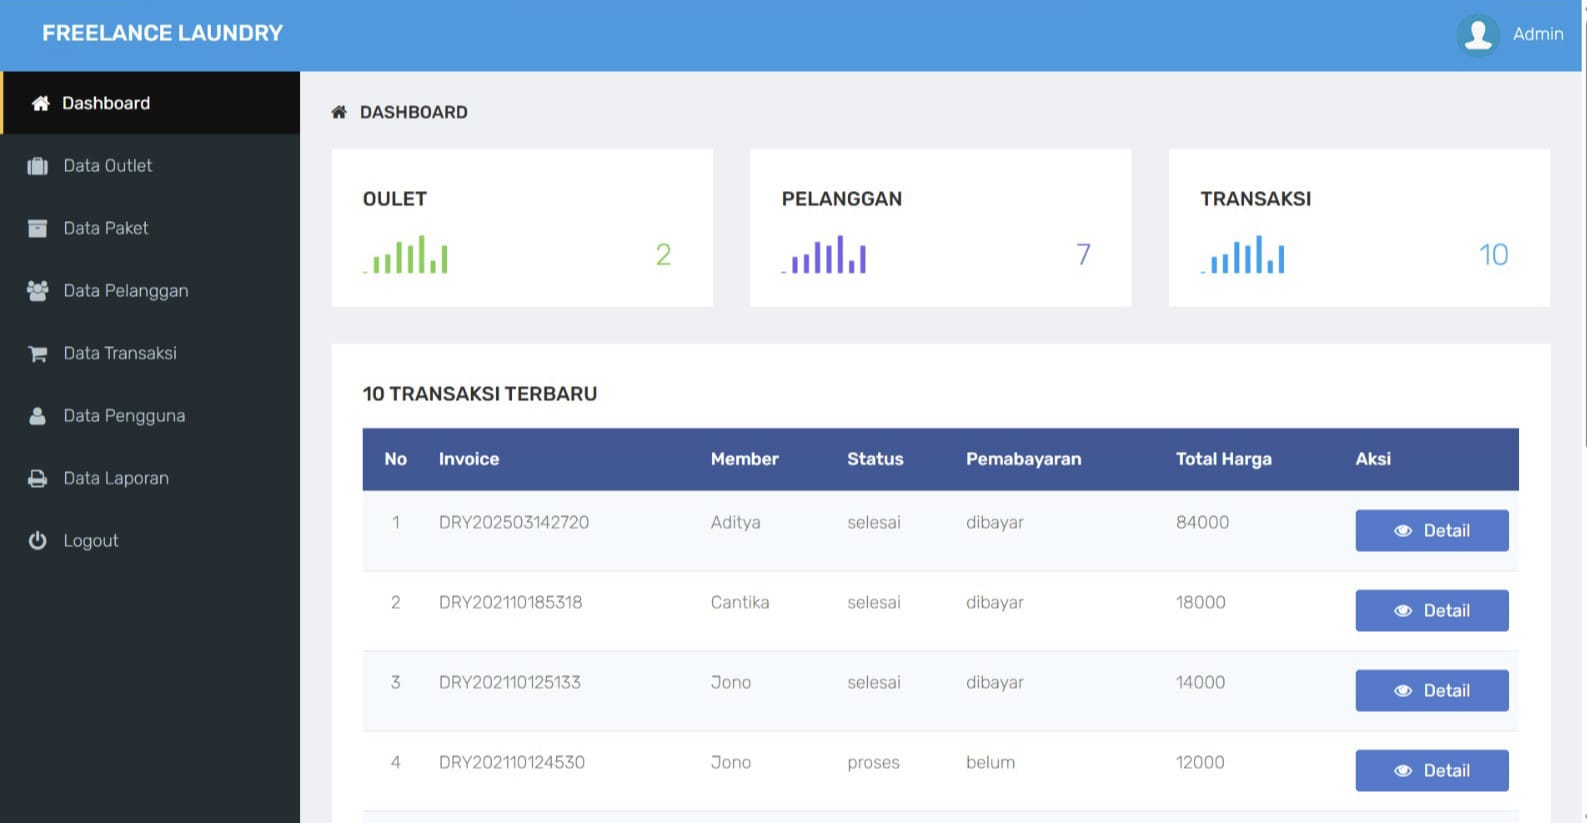 FREELANCE LAUNDRY
Admin
Dashboard
Data Outlet
Data Paket
Data Pelanggan
Data Transaksi
Data Pengguna
Data Laporan
Logout
DASHBOARD
OULET
2
PELANGGAN
7
TRANSAKSI
10
10 TRANSAKSI TERBARU
No Invoice Member Status Pemabayaran Total Harga Aksi
1 DRY202503142720 Aditya selesai dibayar 84000 Detail
2 DRY202110185318 Cantika selesai dibayar 18000 Detail
3 DRY202110125133 Jono selesai dibayar 14000 Detail
4 DRY202110124530 Jono proses belum 12000 Detail